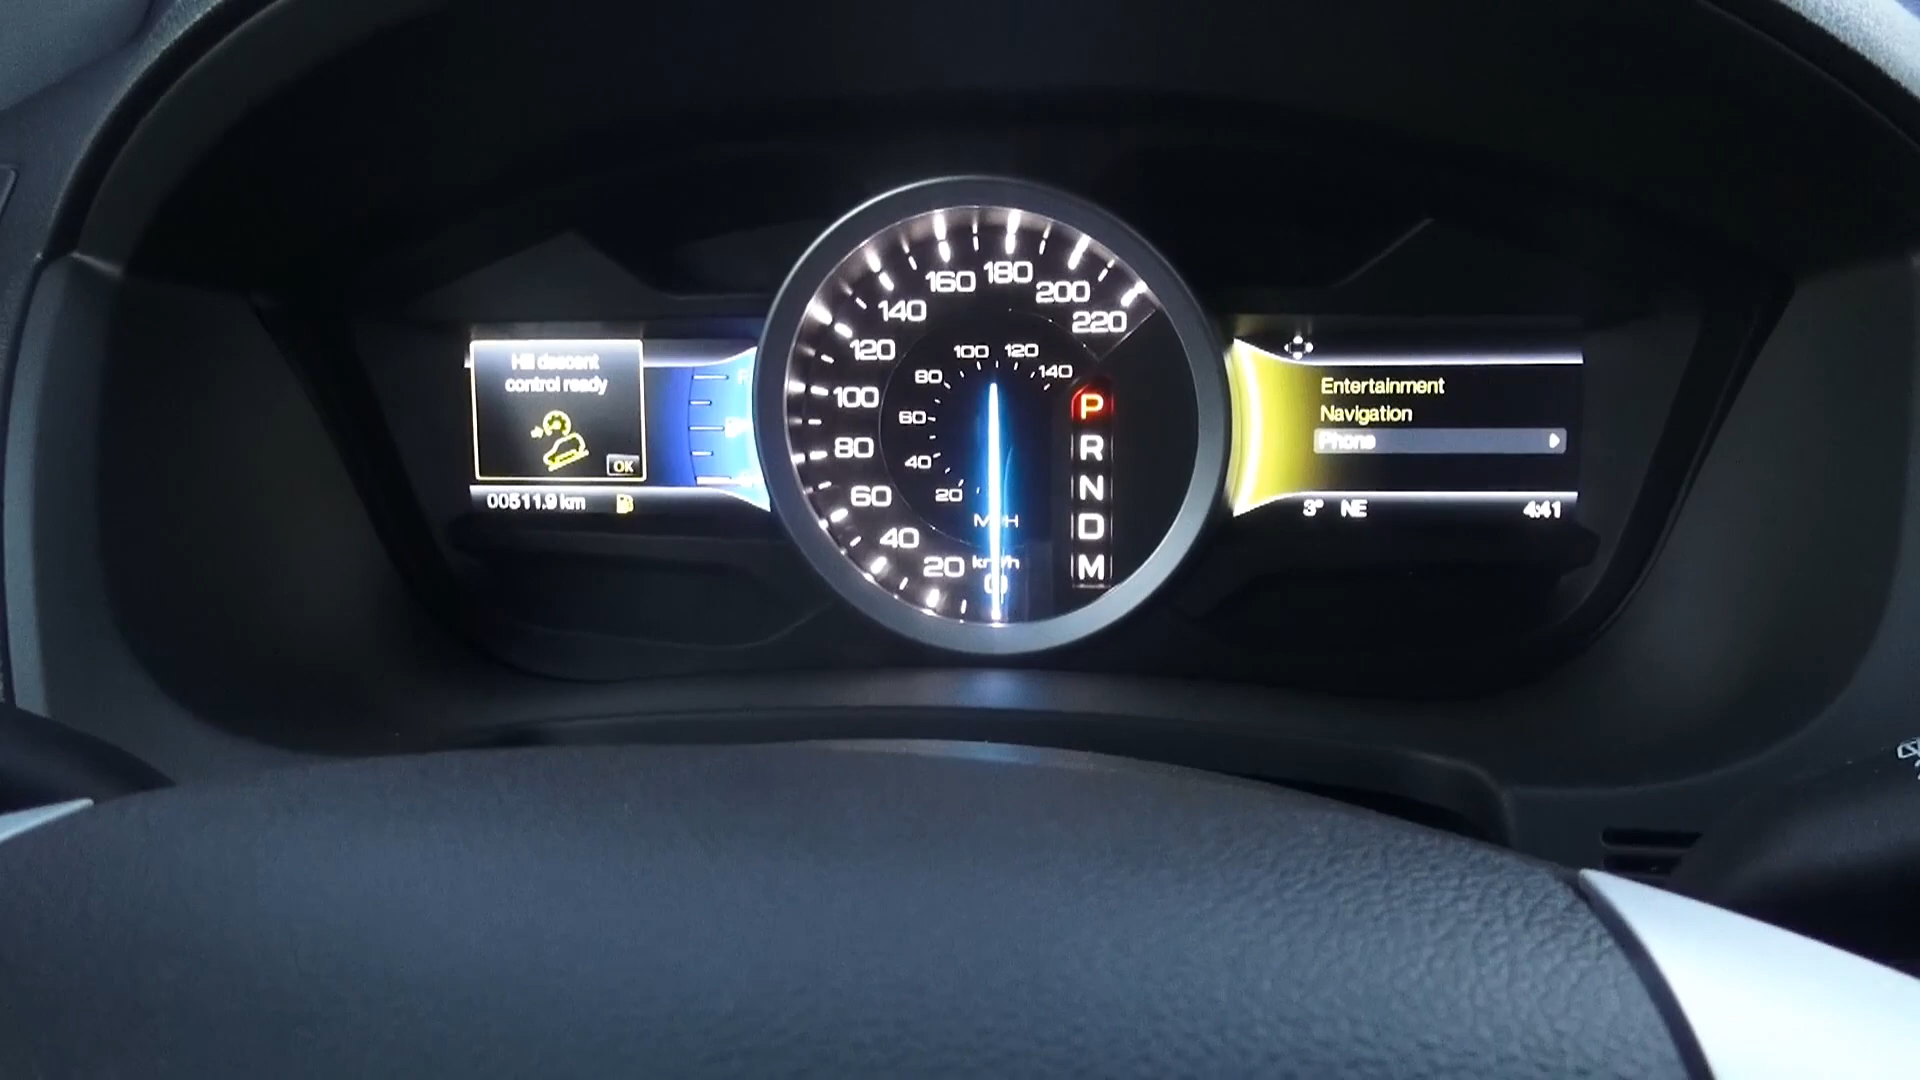 Hill descent
control ready
OK
00511.9 km
220
200
180
160
140
120
100
80
60
40
20
140
120
100
80
60
40
20
MPH
km/h
0
P
R
N
D
M
Entertainment
Navigation
Phone
3° NE
4:41